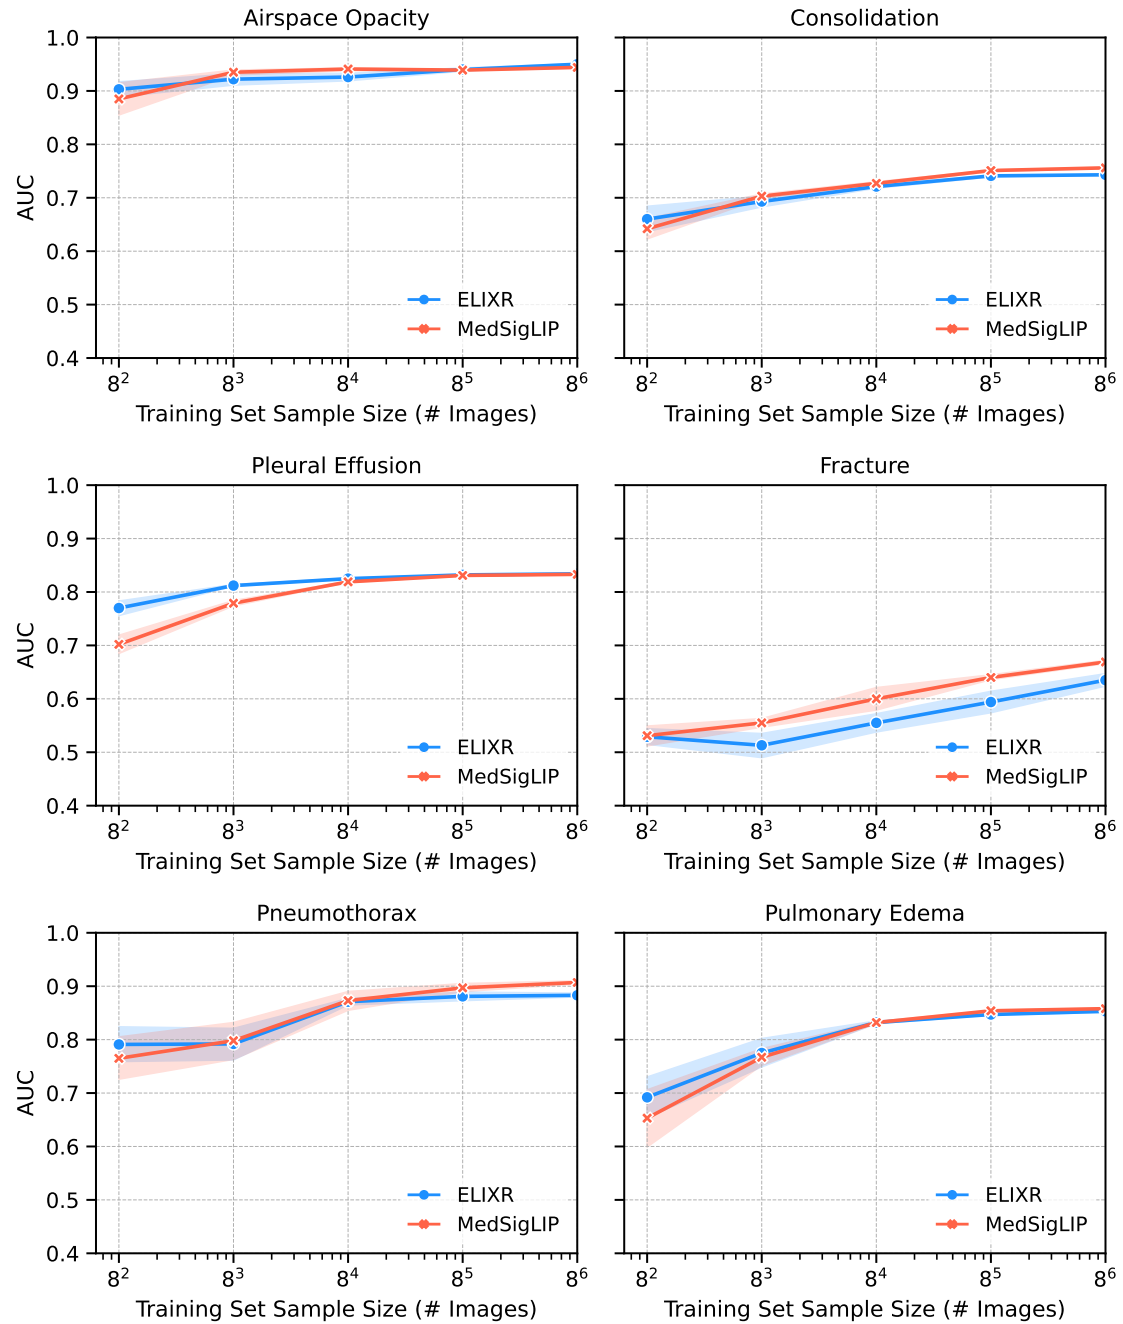 Airspace Opacity
AUC
1.0
0.9
0.8
0.7
0.6
0.5
0.4
ELIXR
MedSigLIP
8² 8³ 8⁴ 8⁵ 8⁶
Training Set Sample Size (# Images)
Consolidation
ELIXR
MedSigLIP
8² 8³ 8⁴ 8⁵ 8⁶
Training Set Sample Size (# Images)
Pleural Effusion
AUC
1.0
0.9
0.8
0.7
0.6
0.5
0.4
ELIXR
MedSigLIP
8² 8³ 8⁴ 8⁵ 8⁶
Training Set Sample Size (# Images)
Fracture
ELIXR
MedSigLIP
8² 8³ 8⁴ 8⁵ 8⁶
Training Set Sample Size (# Images)
Pneumothorax
AUC
1.0
0.9
0.8
0.7
0.6
0.5
0.4
ELIXR
MedSigLIP
8² 8³ 8⁴ 8⁵ 8⁶
Training Set Sample Size (# Images)
Pulmonary Edema
ELIXR
MedSigLIP
8² 8³ 8⁴ 8⁵ 8⁶
Training Set Sample Size (# Images)